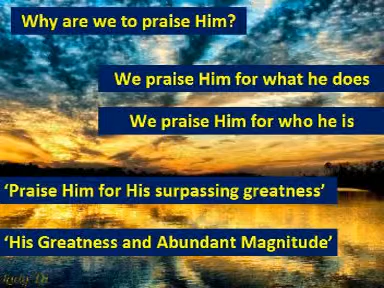 Why are we to praise Him?
We praise Him for what he does
We praise Him for who he is
‘Praise Him for His surpassing greatness’
‘His Greatness and Abundant Magnitude’